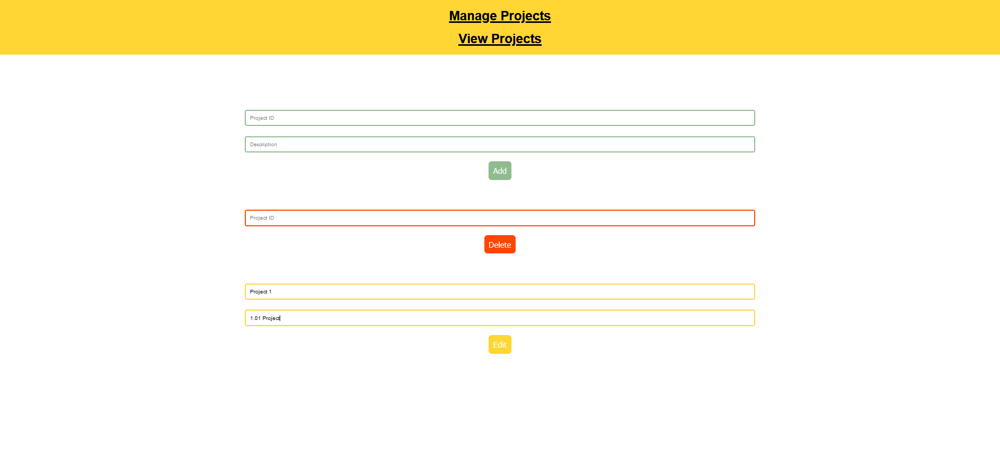 Manage Projects
View Projects
Project ID
Description
Add
Project ID
Delete
Project 1
1.01 Project
Edit